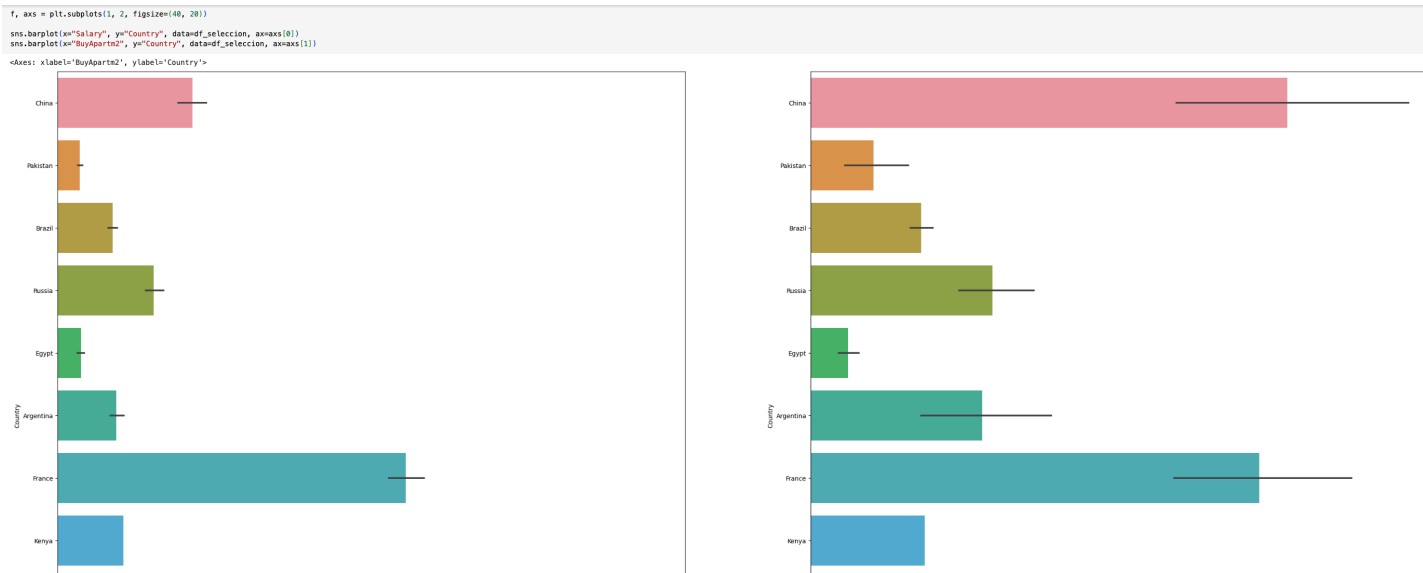 f, axs = plt.subplots(1, 2, figsize=(40, 20))
sns.barplot(x="Salary", y="Country", data=df_seleccion, ax=axs[0])
sns.barplot(x="BuyApartm2", y="Country", data=df_seleccion, ax=axs[1])
<Axes: xlabel='BuyApartm2', ylabel='Country'>
China
Pakistan
Brazil
Russia
Egypt
Argentina
France
Kenya
Country
China
Pakistan
Brazil
Russia
Egypt
Argentina
France
Kenya
Country